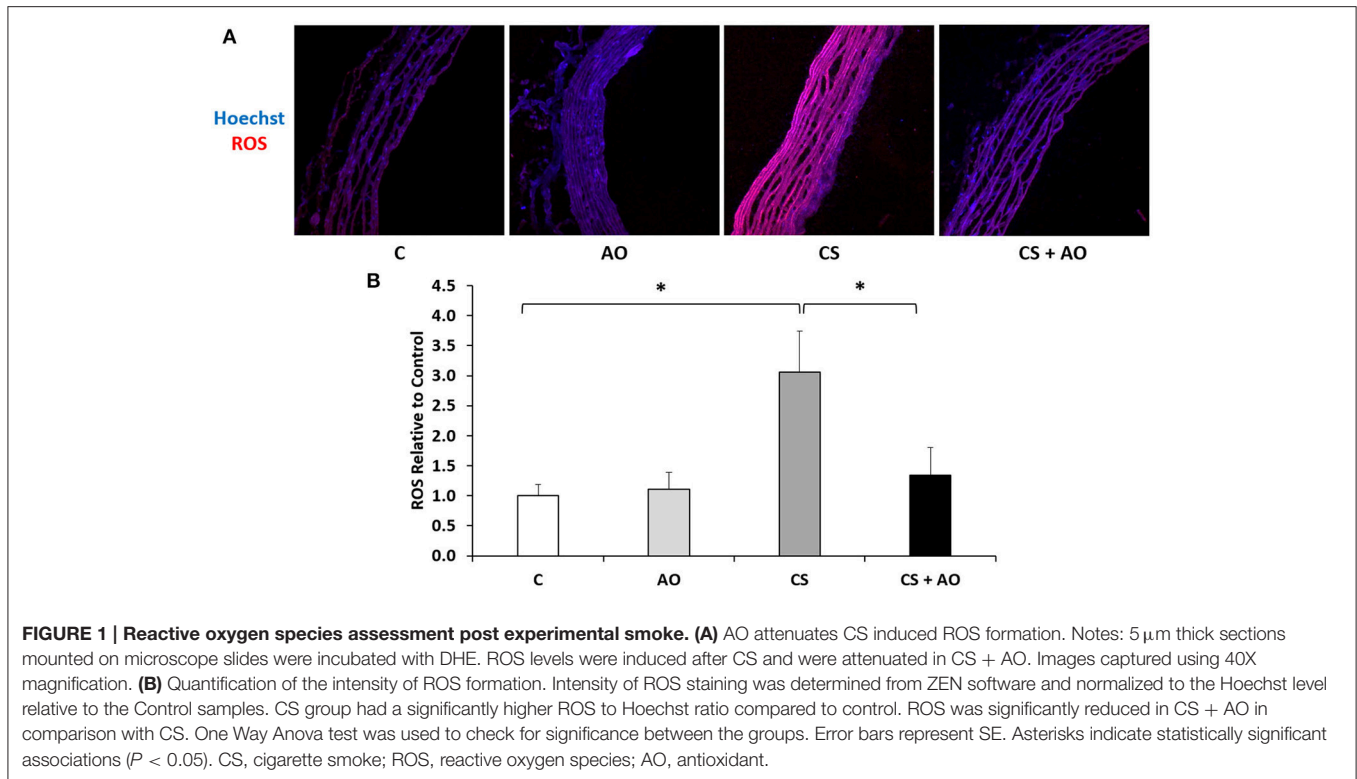 A
Hoechst
ROS
C
AO
CS
CS + AO
B
ROS Relative to Control
4.5
4.0
3.5
3.0
2.5
2.0
1.5
1.0
0.5
0.0
*
*
C
AO
CS
CS + AO
FIGURE 1 | Reactive oxygen species assessment post experimental smoke. (A) AO attenuates CS induced ROS formation. Notes: 5 μm thick sections
mounted on microscope slides were incubated with DHE. ROS levels were induced after CS and were attenuated in CS + AO. Images captured using 40X
magnification. (B) Quantification of the intensity of ROS formation. Intensity of ROS staining was determined from ZEN software and normalized to the Hoechst level
relative to the Control samples. CS group had a significantly higher ROS to Hoechst ratio compared to control. ROS was significantly reduced in CS + AO in
comparison with CS. One Way Anova test was used to check for significance between the groups. Error bars represent SE. Asterisks indicate statistically significant
associations (P < 0.05). CS, cigarette smoke; ROS, reactive oxygen species; AO, antioxidant.